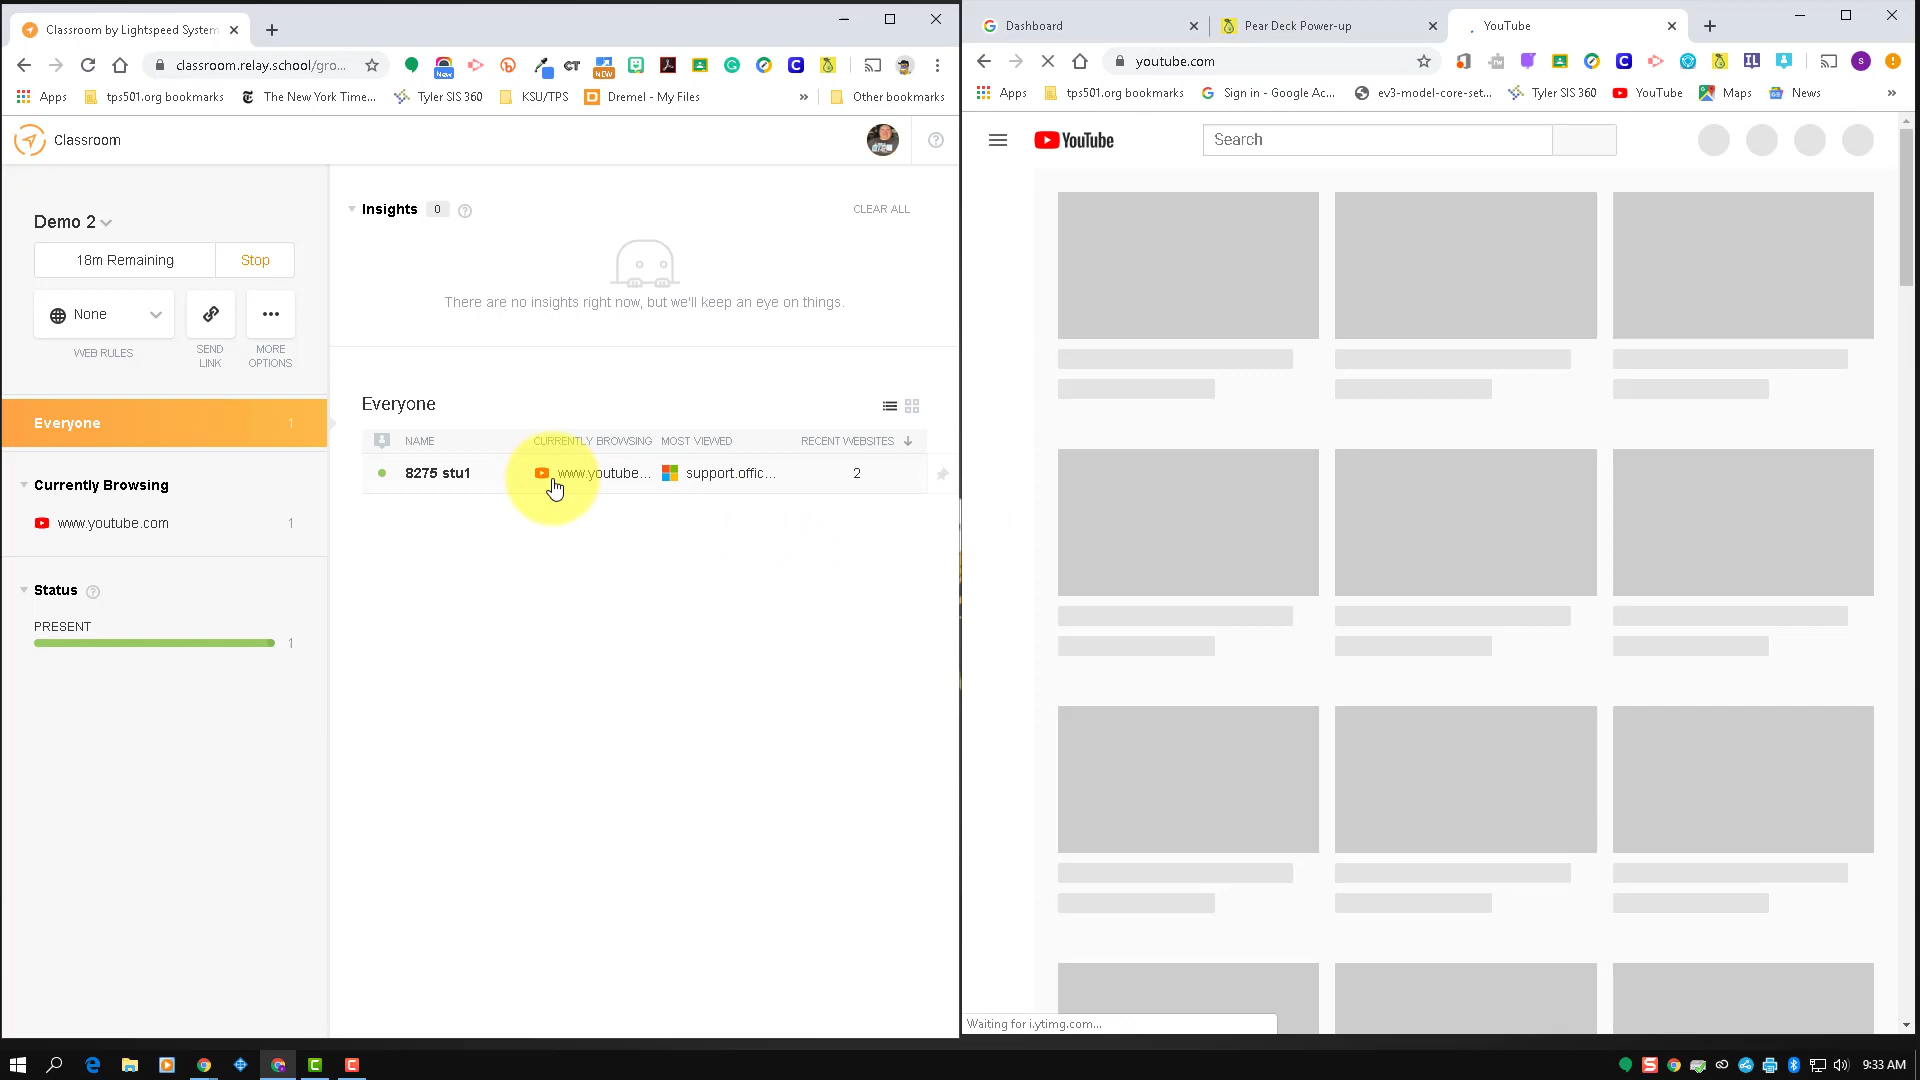 Classroom by Lightspeed System
classroom.relay.school/gro...
New
CT
NEW
Apps
tps501.org bookmarks
The New York Time...
Tyler SIS 360
KSU/TPS
Dremel - My Files
»
Other bookmarks
Classroom
Demo 2
18m Remaining
Stop
None
WEB RULES
SEND LINK
MORE OPTIONS
Everyone 1
Currently Browsing
www.youtube.com 1
Status
PRESENT
1
Insights 0
CLEAR ALL
There are no insights right now, but we'll keep an eye on things.
Everyone
NAME CURRENTLY BROWSING MOST VIEWED RECENT WEBSITES
8275 stu1 www.youtube... support.offic... 2
Dashboard
Pear Deck Power-up
YouTube
youtube.com
Apps
tps501.org bookmarks
Sign in - Google Ac...
ev3-model-core-set...
Tyler SIS 360
YouTube
Maps
News
»
YouTube
Search
Waiting for i.ytimg.com...
9:33 AM